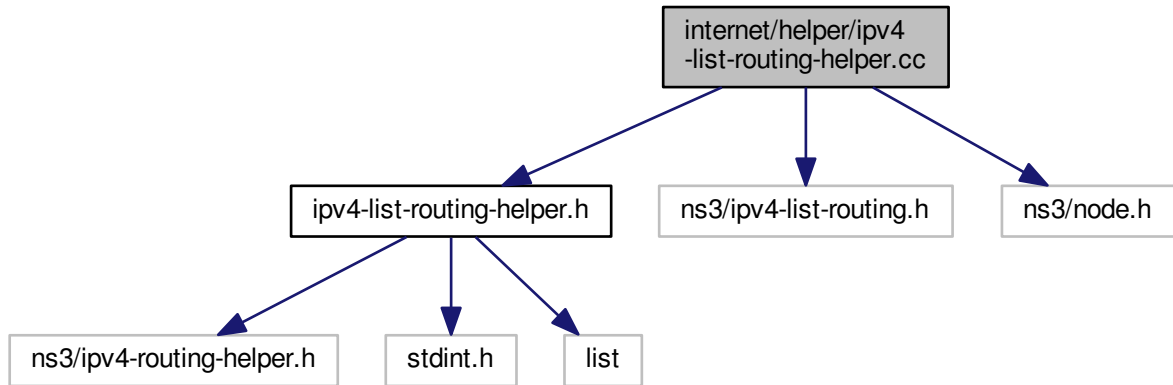 internet/helper/ipv4
-list-routing-helper.cc
ipv4-list-routing-helper.h
ns3/ipv4-list-routing.h
ns3/node.h
ns3/ipv4-routing-helper.h
stdint.h
list